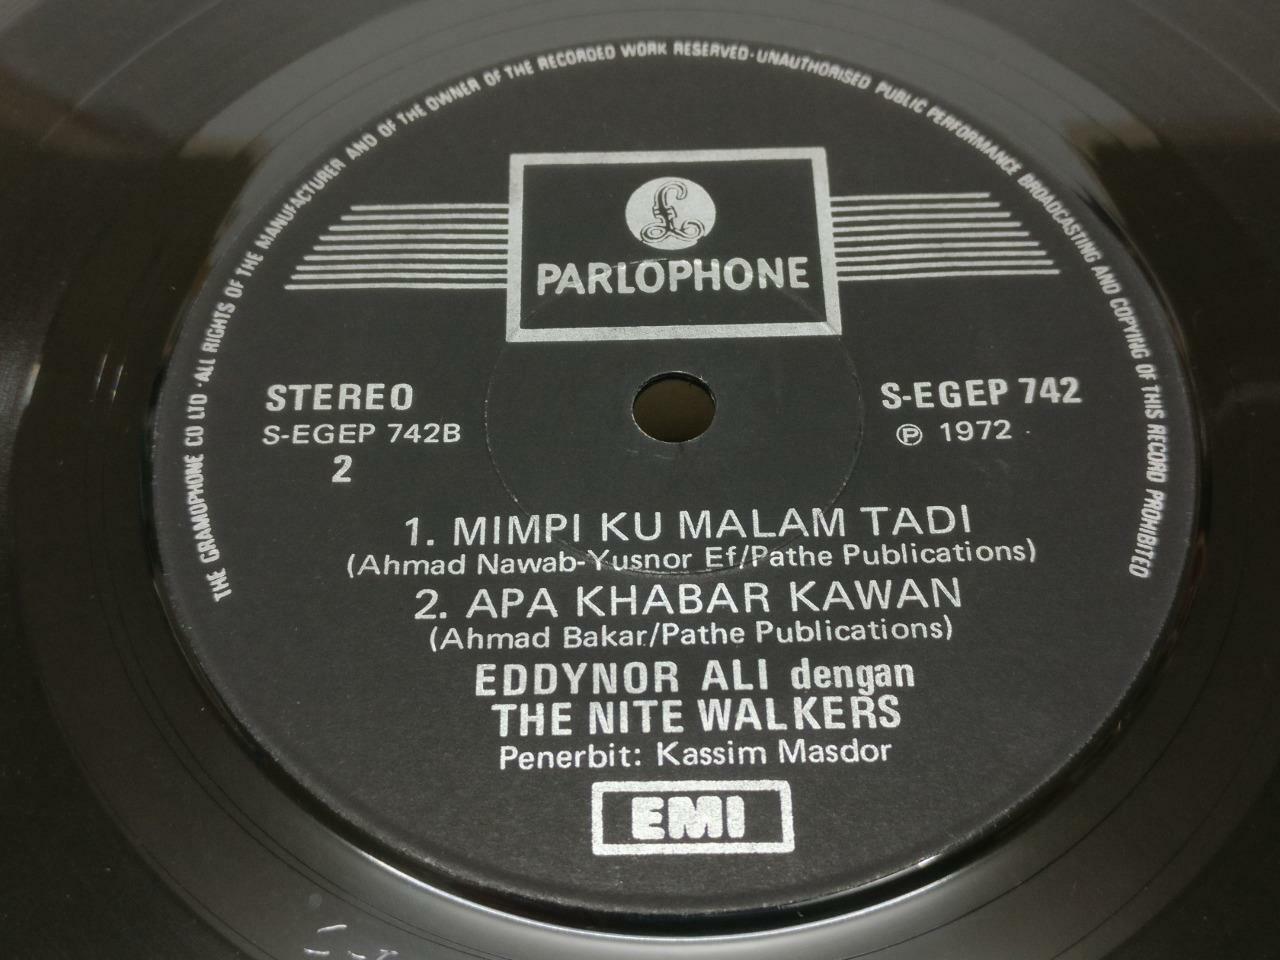 THE GRAMOPHONE CO LTD · ALL RIGHTS OF THE MANUFACTURER AND OF THE OWNER OF THE RECORDED WORK RESERVED · UNAUTHORISED PUBLIC PERFORMANCE BROADCASTING AND COPYING OF THIS RECORD PROHIBITED
£
PARLOPHONE
STEREO
S-EGEP 742B
2
S-EGEP 742
℗ 1972
1. MIMPI KU MALAM TADI
(Ahmad Nawab-Yusnor Ef/Pathe Publications)
2. APA KHABAR KAWAN
(Ahmad Bakar/Pathe Publications)
EDDYNOR ALI dengan
THE NITE WALKERS
Penerbit: Kassim Masdor
EMI